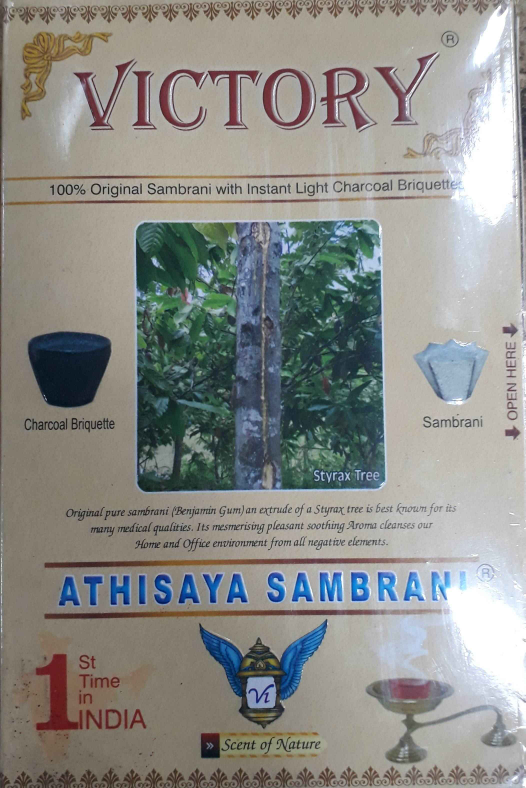 VICTORY ®
100% Original Sambrani with Instant Light Charcoal Briquettes
Charcoal Briquette
Sambrani
OPEN HERE
Styrax Tree
Original pure sambrani (Benjamin Gum) an extrude of a Styrax tree is best known for its
many medical qualities. Its mesmerising pleasant soothing Aroma cleanses our
Home and Office environment from all negative elements.
ATHISAYA SAMBRANI ®
1 St
Time
in
INDIA
Vi
Scent of Nature